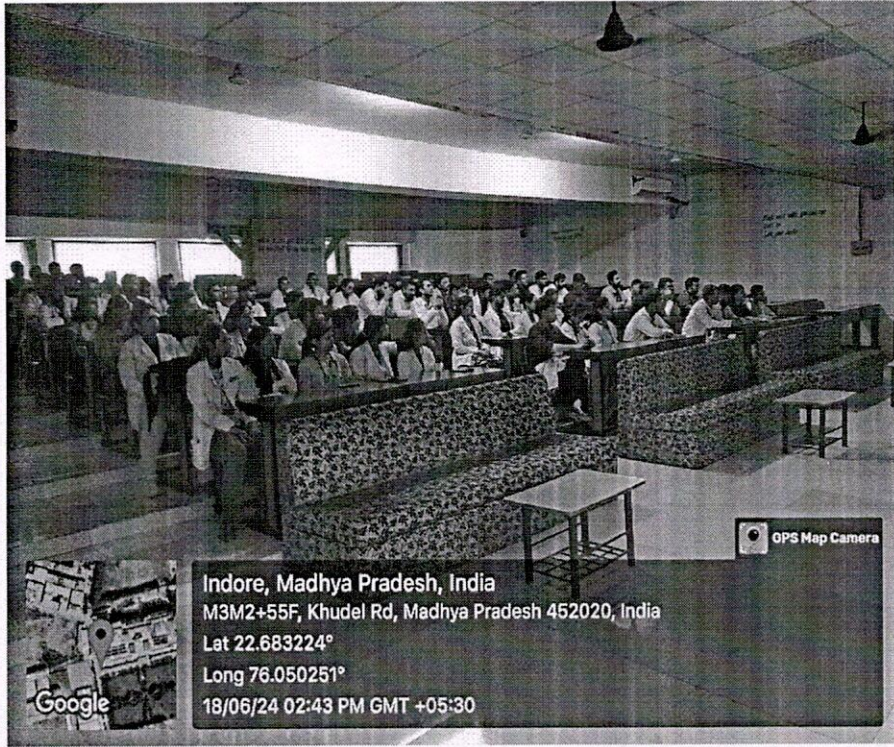 GPS Map Camera
Indore, Madhya Pradesh, India
M3M2+55F, Khudel Rd, Madhya Pradesh 452020, India
Lat 22.683224°
Long 76.050251°
18/06/24 02:43 PM GMT +05:30
Google